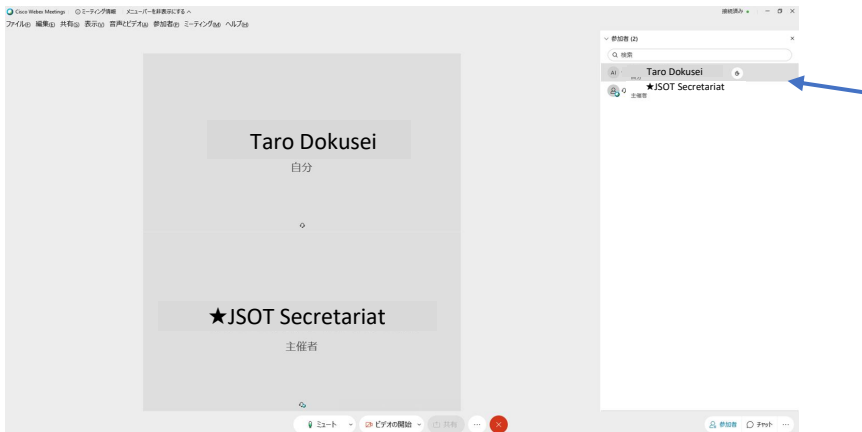 Cisco Webex Meetings ミーティング情報 メニューバーを非表示にする 接続済み
ファイル(F) 編集(E) 共有(S) 表示(V) 音声とビデオ(A) 参加者(P) ミーティング(M) ヘルプ(H)
参加者 (2)
検索
AI Taro Dokusei
自分
★JSOT Secretariat
主催者
Taro Dokusei
自分
★JSOT Secretariat
主催者
ミュート ビデオの開始 共有 参加者 チャット